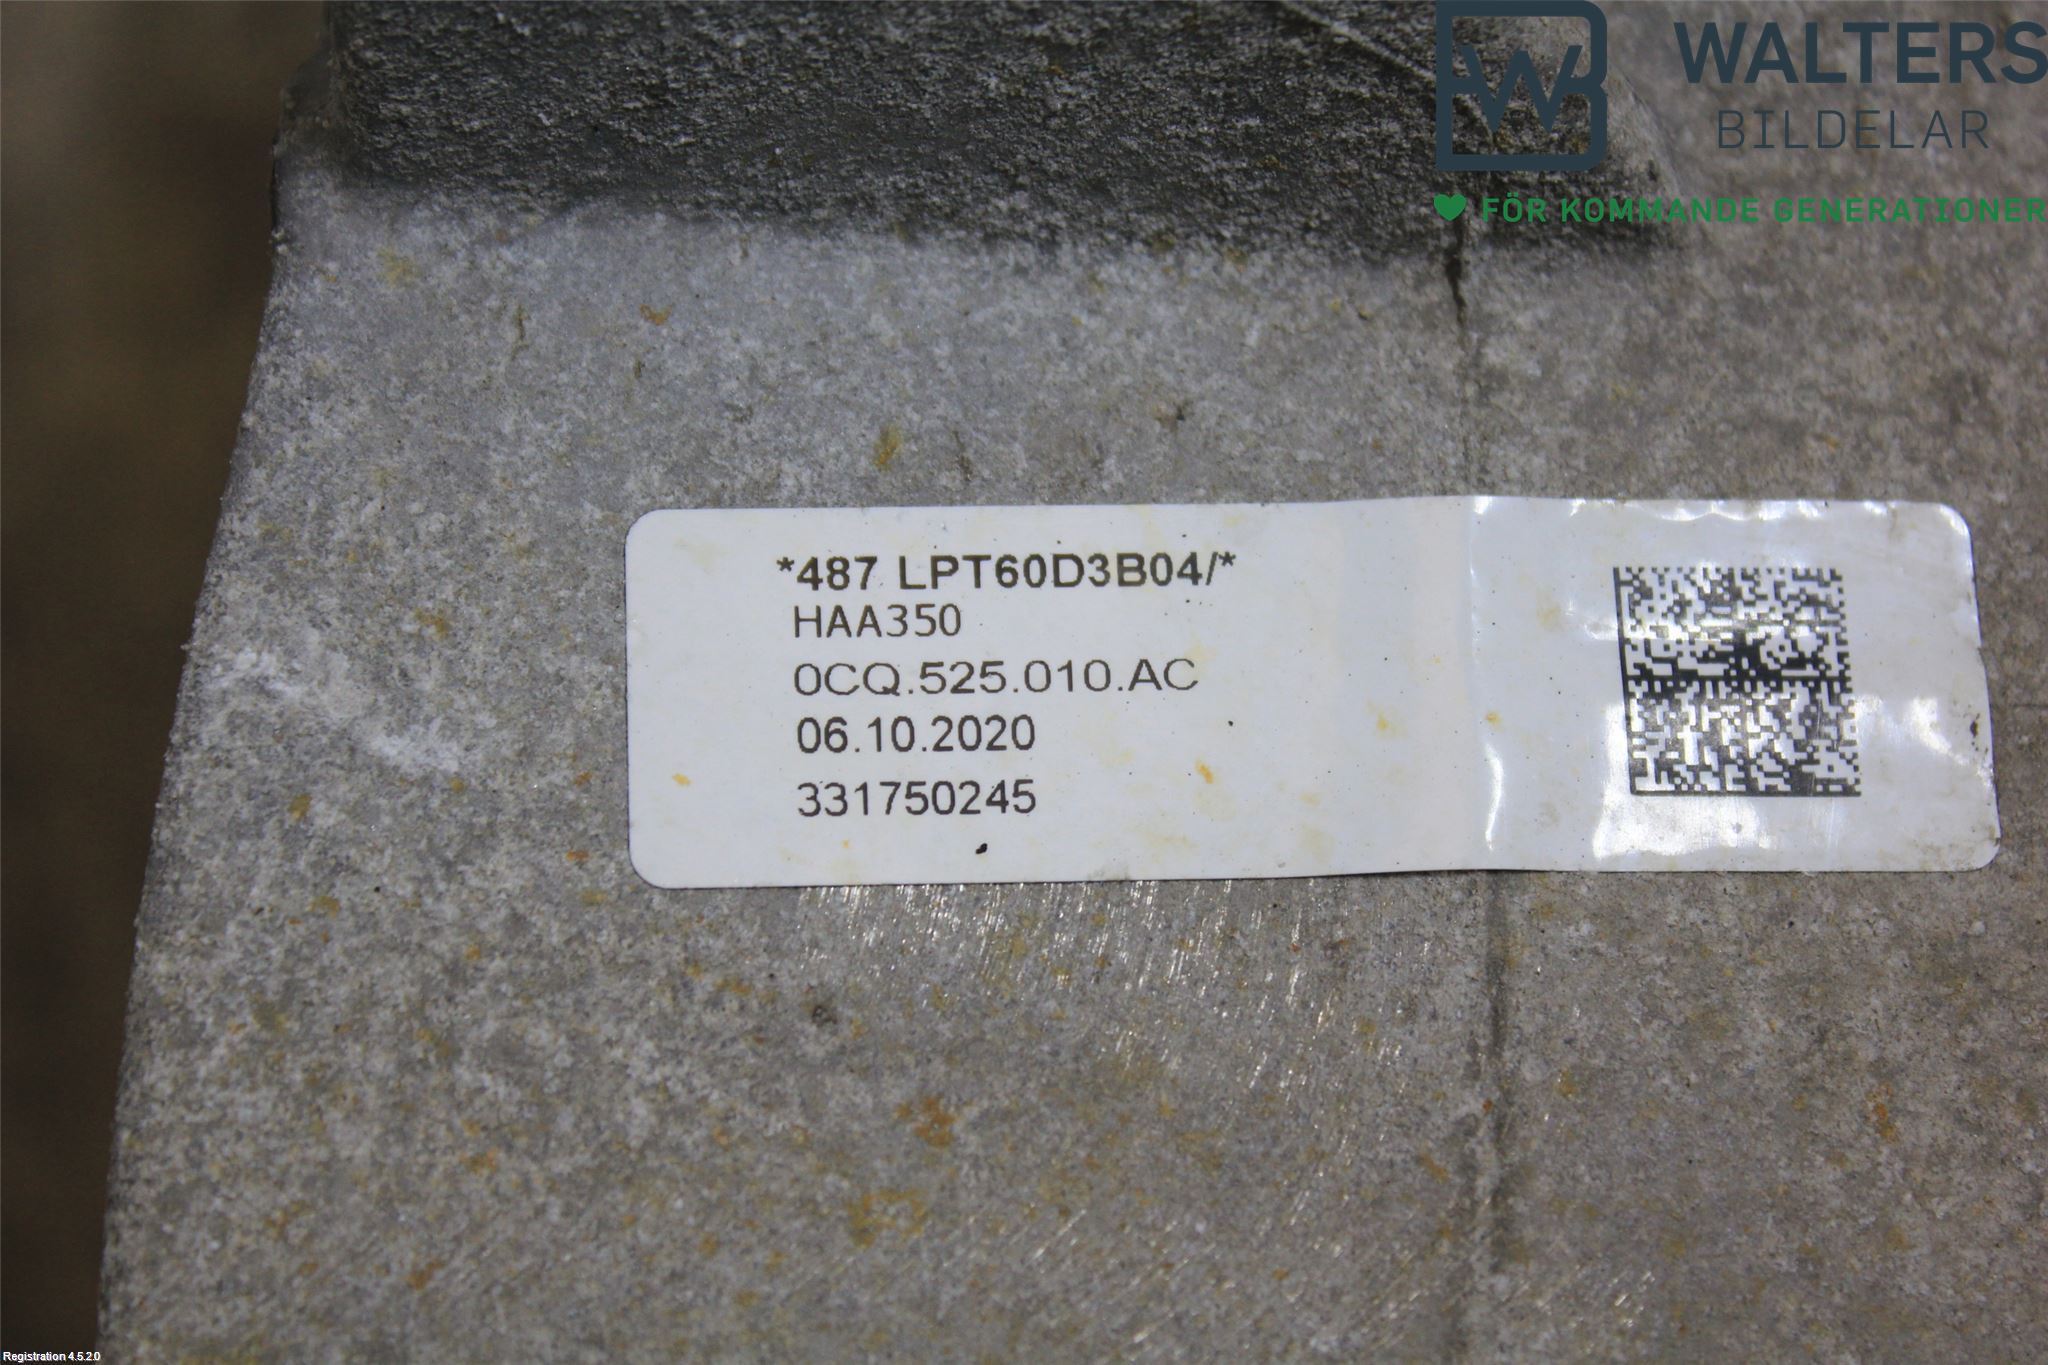 WALTERS
BILDELAR
FÖR KOMMANDE GENERATIONER
*487 LPT60D3B04/*
HAA350
0CQ.525.010.AC
06.10.2020
331750245
Registration 4.5.2.0